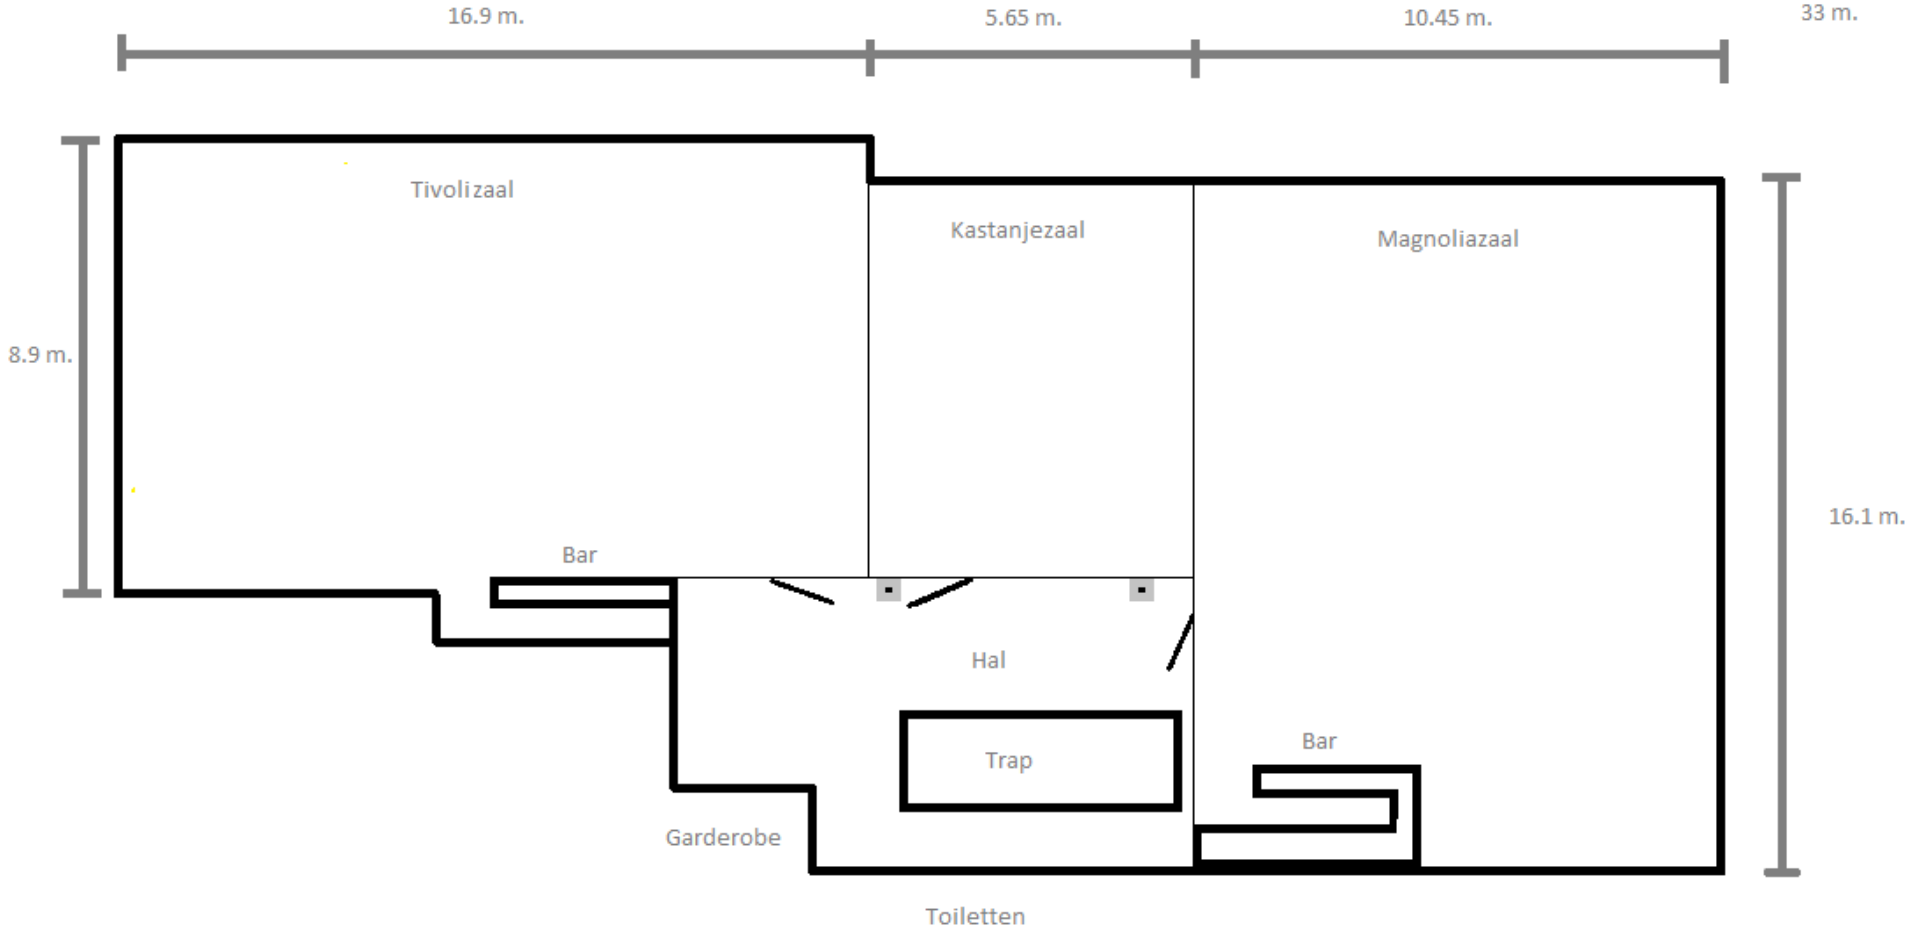 16.9 m.
5.65 m.
10.45 m.
33 m.
Tivolizaal
Kastanjezaal
Magnoliazaal
8.9 m.
16.1 m.
Bar
Hal
Bar
Trap
Garderobe
Toiletten